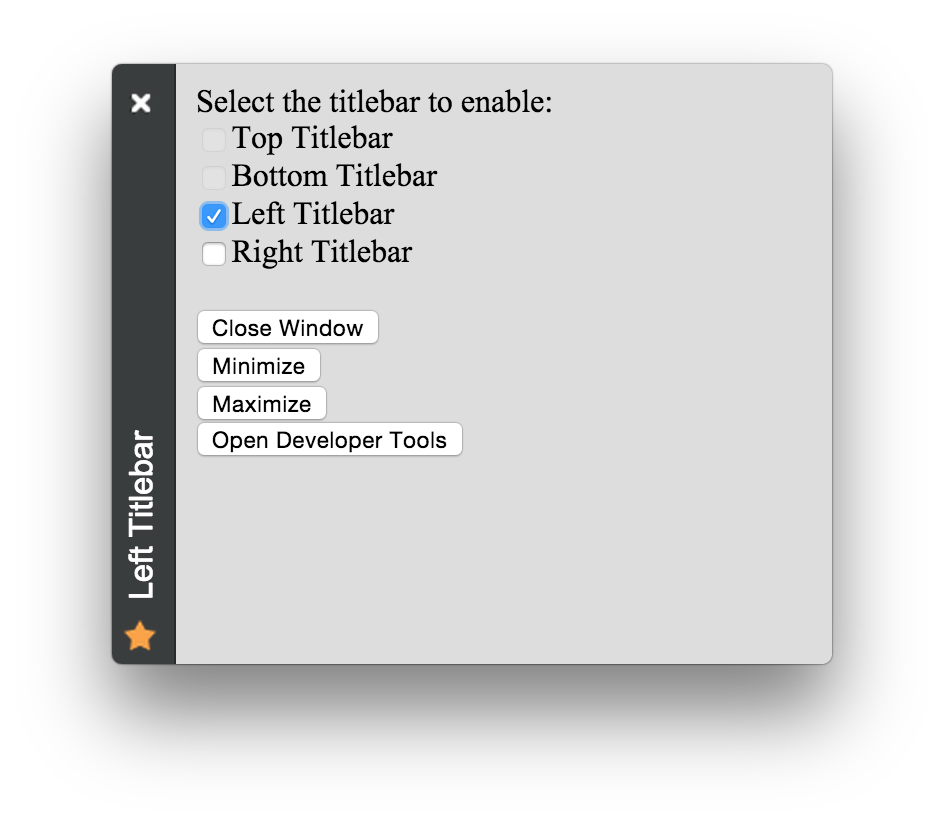 Select the titlebar to enable:
Top Titlebar
Bottom Titlebar
Left Titlebar
Right Titlebar
Close Window
Minimize
Maximize
Open Developer Tools
Left Titlebar